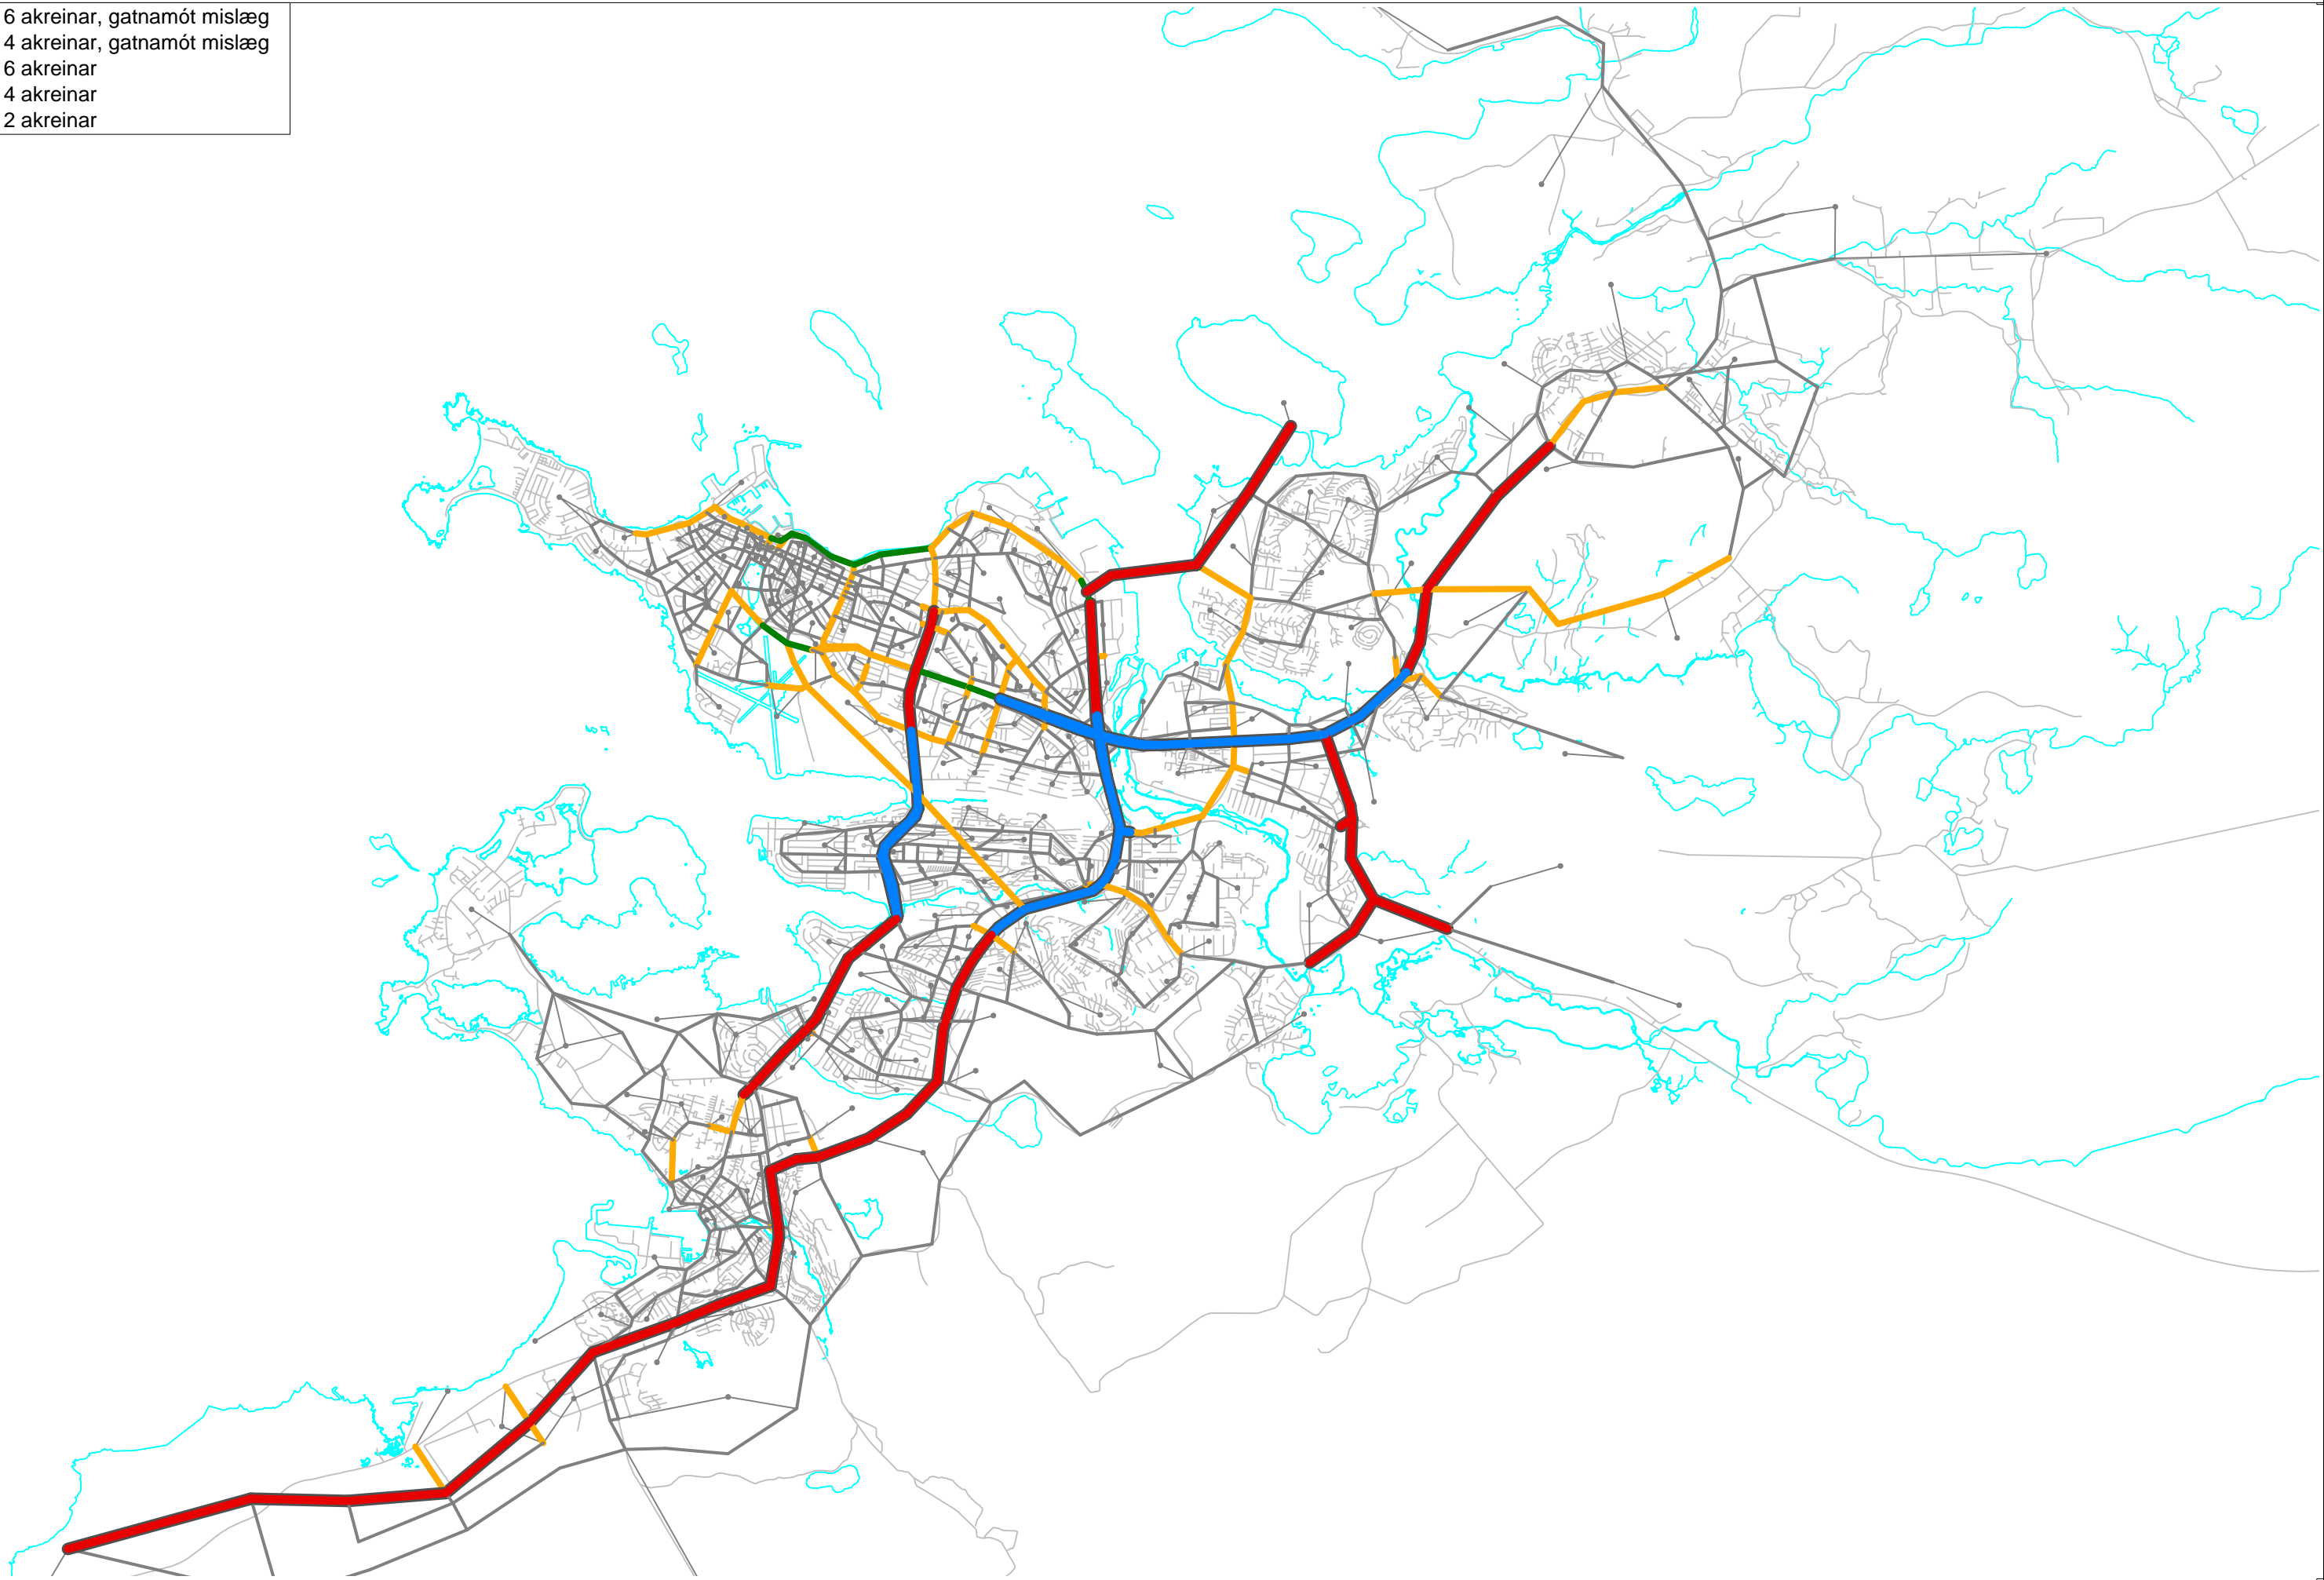 6 akreinar, gatnamót mislæg
4 akreinar, gatnamót mislæg
6 akreinar
4 akreinar
2 akreinar